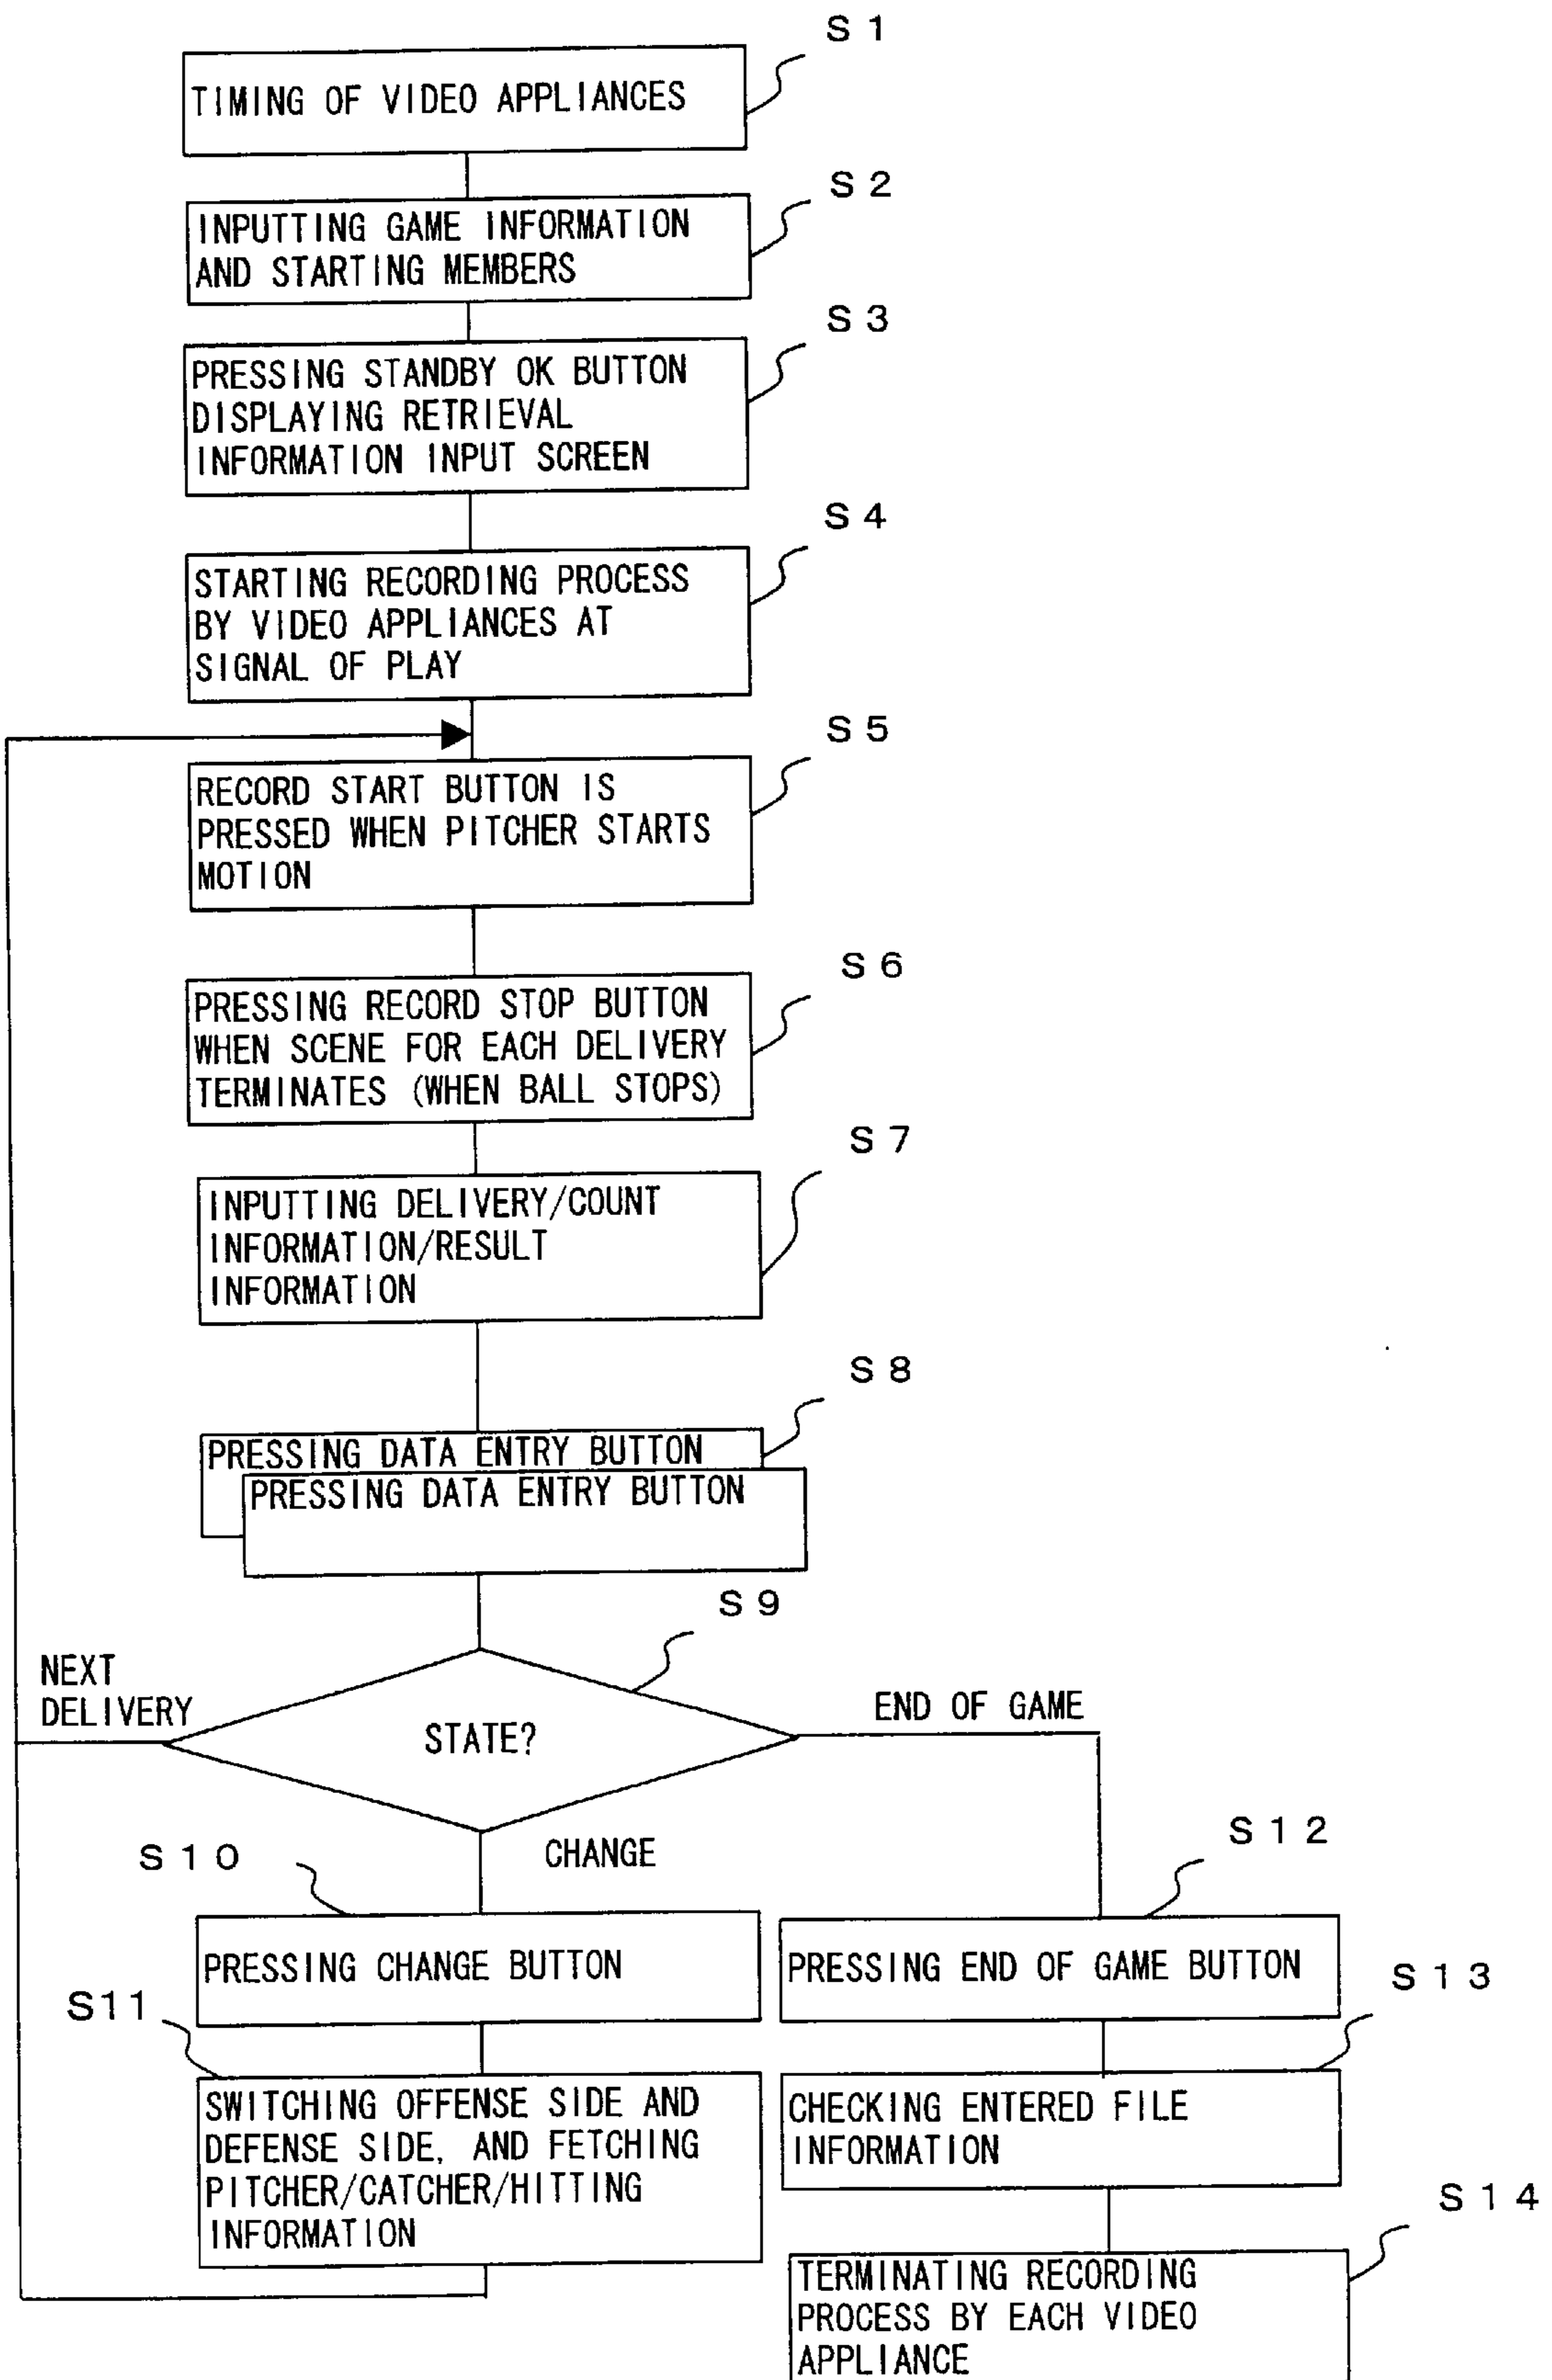 S1
TIMING OF VIDEO APPLIANCES
S2
INPUTTING GAME INFORMATION
AND STARTING MEMBERS
S3
PRESSING STANDBY OK BUTTON
DISPLAYING RETRIEVAL
INFORMATION INPUT SCREEN
S4
STARTING RECORDING PROCESS
BY VIDEO APPLIANCES AT
SIGNAL OF PLAY
S5
RECORD START BUTTON IS
PRESSED WHEN PITCHER STARTS
MOTION
S6
PRESSING RECORD STOP BUTTON
WHEN SCENE FOR EACH DELIVERY
TERMINATES (WHEN BALL STOPS)
S7
INPUTTING DELIVERY/COUNT
INFORMATION/RESULT
INFORMATION
S8
PRESSING DATA ENTRY BUTTON
PRESSING DATA ENTRY BUTTON
S9
NEXT
DELIVERY
STATE?
END OF GAME
CHANGE
S10
PRESSING CHANGE BUTTON
S11
SWITCHING OFFENSE SIDE AND
DEFENSE SIDE, AND FETCHING
PITCHER/CATCHER/HITTING
INFORMATION
S12
PRESSING END OF GAME BUTTON
S13
CHECKING ENTERED FILE
INFORMATION
S14
TERMINATING RECORDING
PROCESS BY EACH VIDEO
APPLIANCE